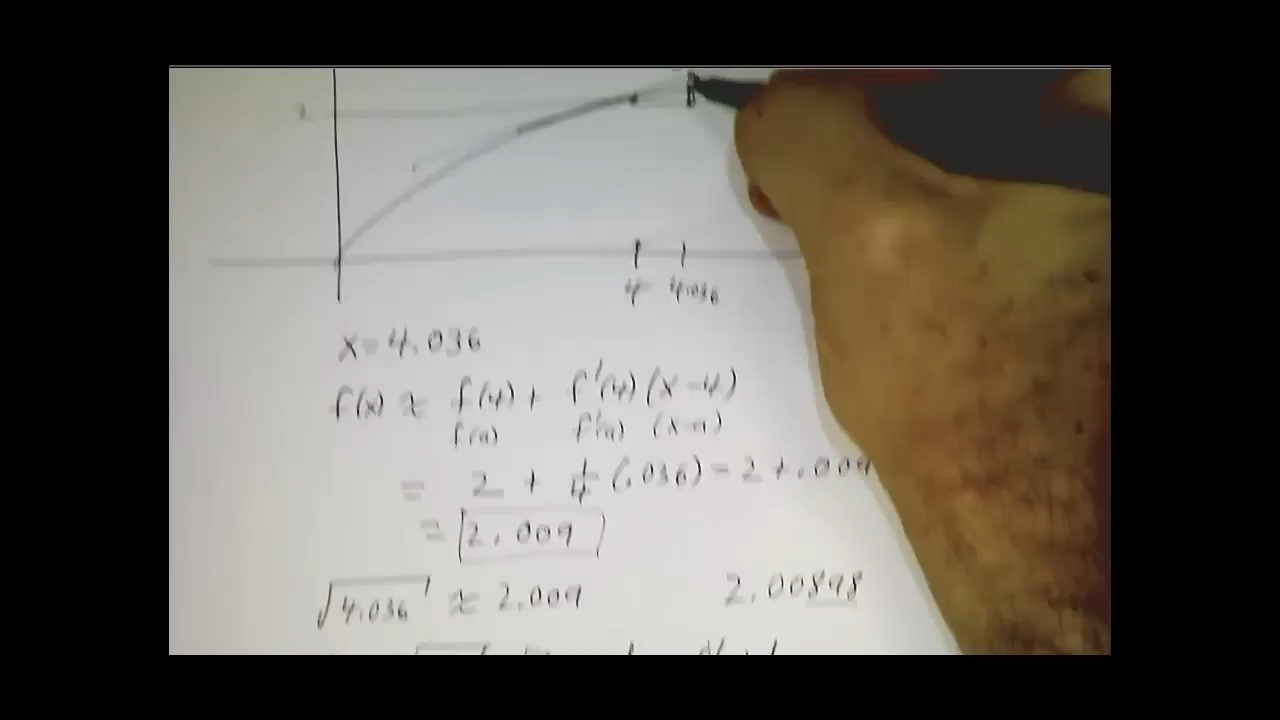 4 4.036
x = 4.036
f(x) ≈ f(4) + f'(4) (x-4)
f(a) f'(a) (x-a)
= 2 + 1/4 (.036) = 2 + .009
= 2.009
√4.036 ≈ 2.009 2.00898